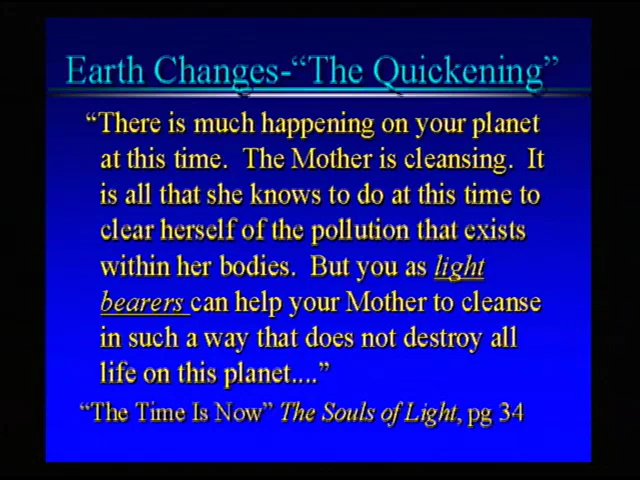 Earth Changes-“The Quickening”
“There is much happening on your planet
at this time.  The Mother is cleansing.  It
is all that she knows to do at this time to
clear herself of the pollution that exists
within her bodies.  But you as light
bearers can help your Mother to cleanse
in such a way that does not destroy all
life on this planet....”
“The Time Is Now” The Souls of Light, pg 34